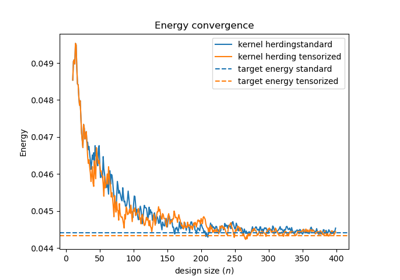 Energy convergence
kernel herdingstandard
kernel herding tensorized
target energy standard
target energy tensorized
Energy
0.049
0.048
0.047
0.046
0.045
0.044
0 50 100 150 200 250 300 350 400
design size (n)